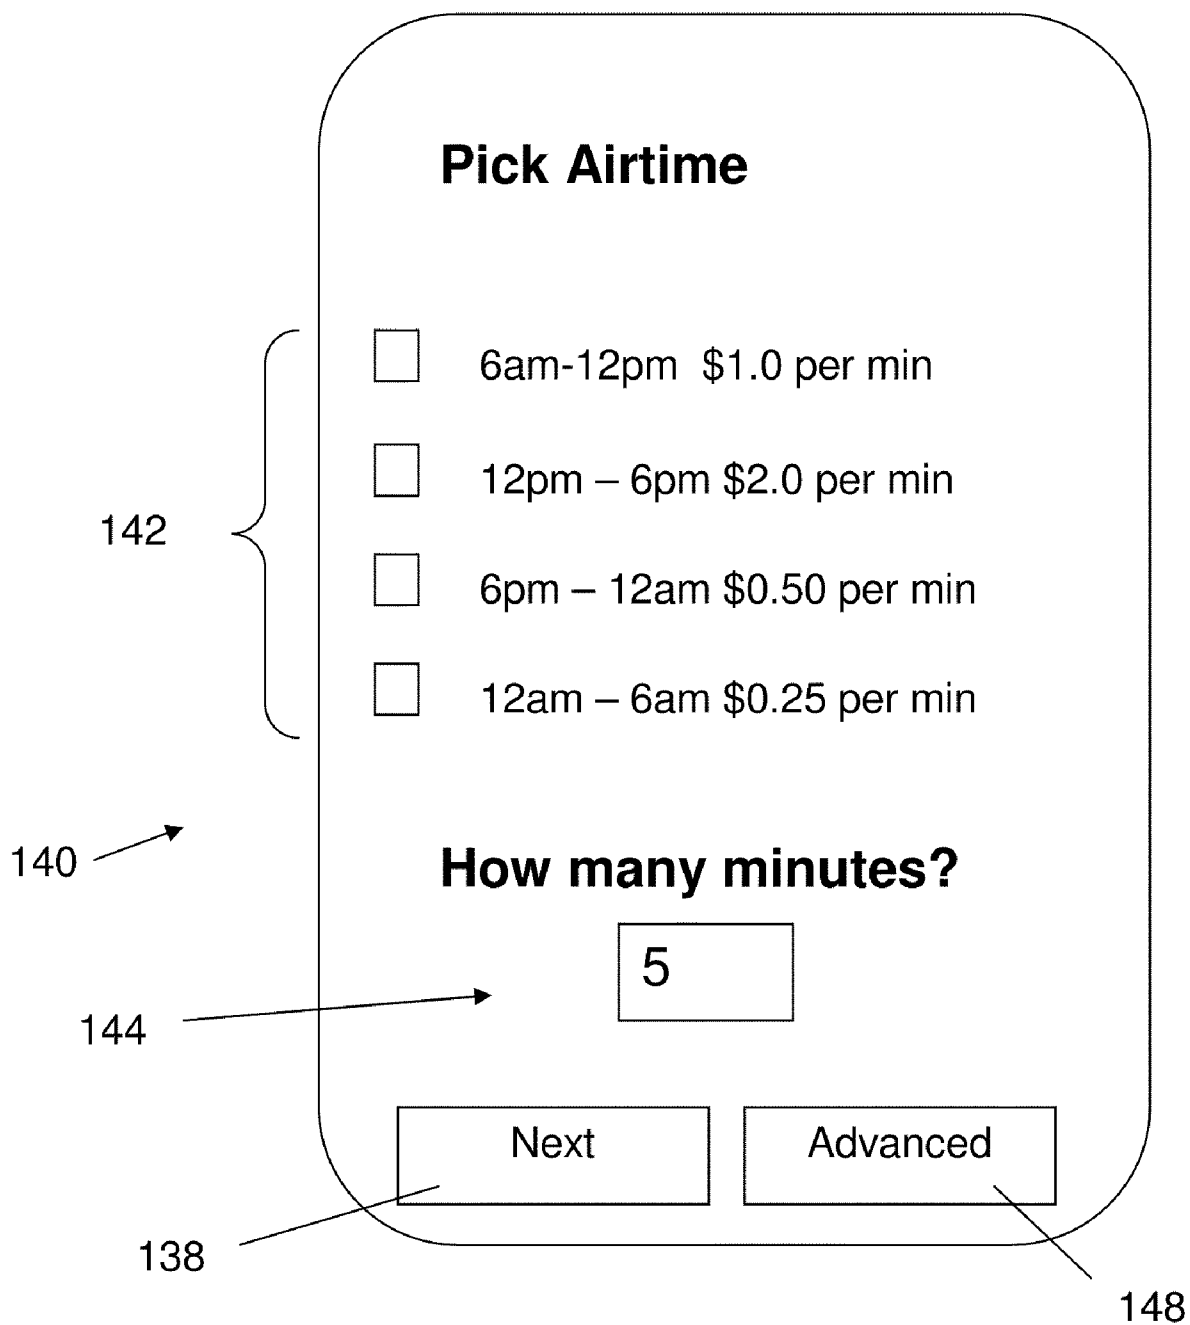 Pick Airtime
6am-12pm $1.0 per min
12pm – 6pm $2.0 per min
142
6pm – 12am $0.50 per min
12am – 6am $0.25 per min
140
How many minutes?
5
144
Next
Advanced
138
148